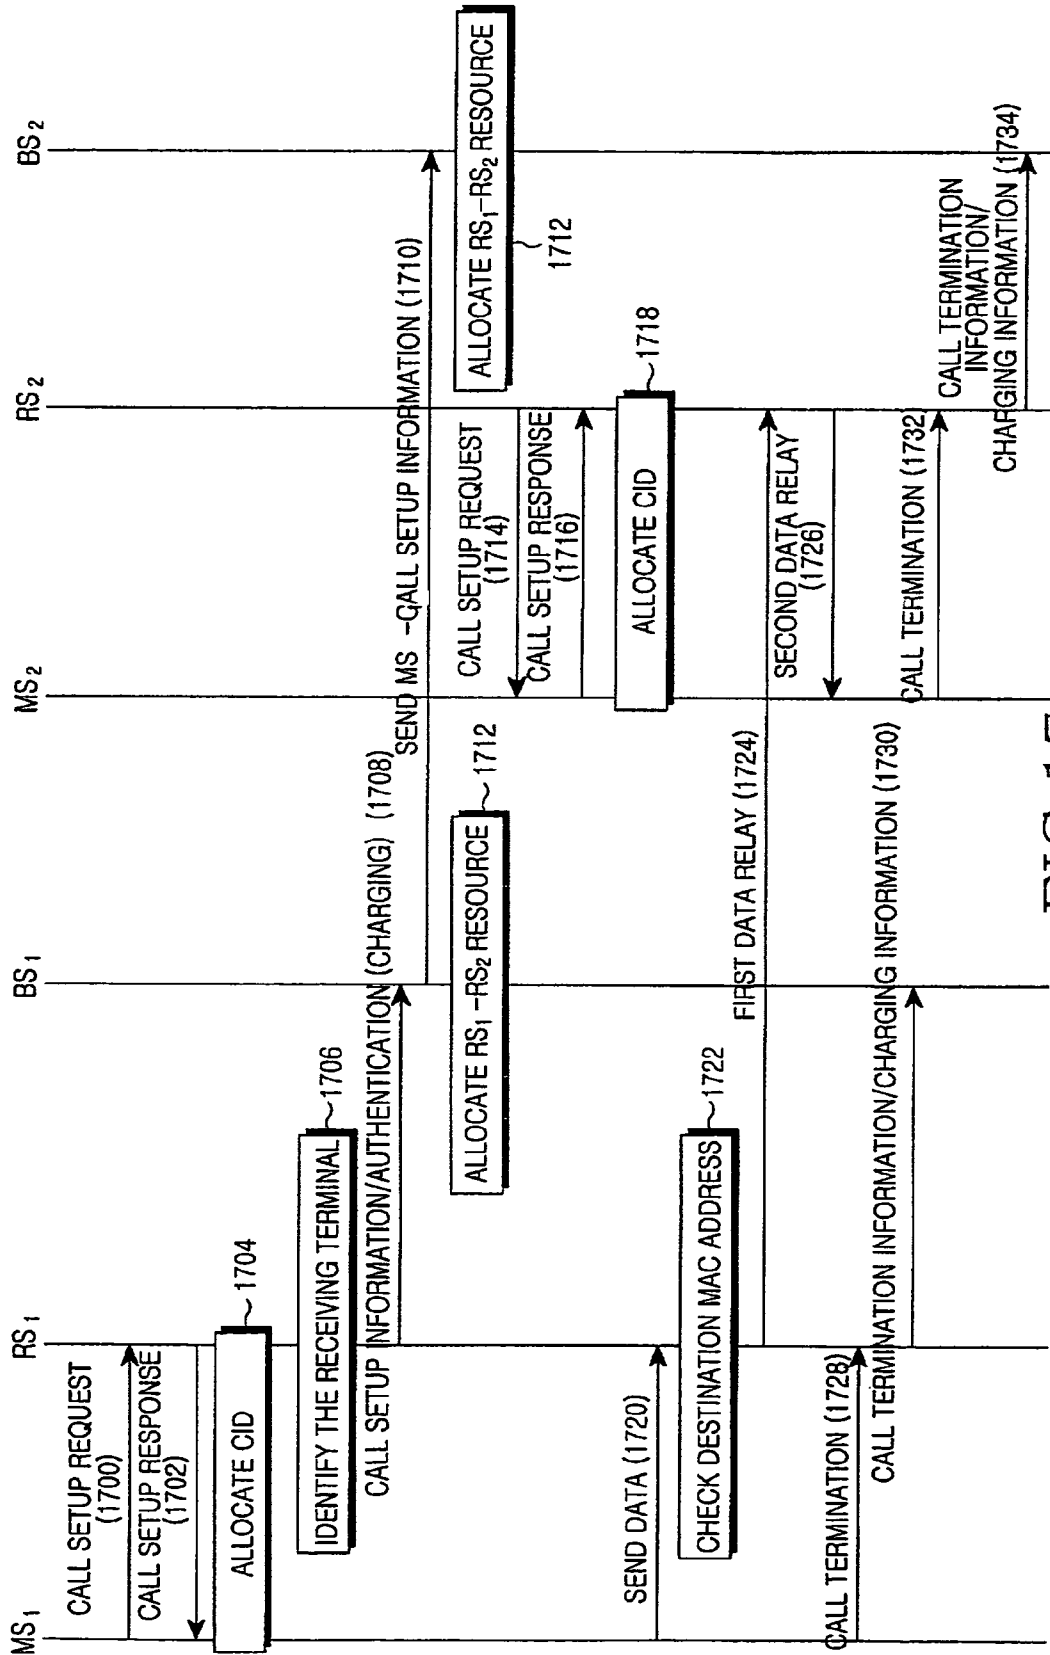 MS1
RS1
BS1
MS2
RS2
BS2
CALL SETUP REQUEST
(1700)
CALL SETUP RESPONSE
(1702)
ALLOCATE CID
1704
IDENTIFY THE RECEIVING TERMINAL
1706
CALL SETUP INFORMATION/AUTHENTICATION (CHARGING) (1708)
SEND MS -CALL SETUP INFORMATION (1710)
ALLOCATE RS1-RS2 RESOURCE
1712
ALLOCATE RS1-RS2 RESOURCE
1712
CALL SETUP REQUEST
(1714)
CALL SETUP RESPONSE
(1716)
ALLOCATE CID
1718
SEND DATA (1720)
CHECK DESTINATION MAC ADDRESS
1722
FIRST DATA RELAY (1724)
SECOND DATA RELAY
(1726)
CALL TERMINATION (1728)
CALL TERMINATION INFORMATION/CHARGING INFORMATION (1730)
CALL TERMINATION (1732
CALL TERMINATION
INFORMATION/
CHARGING INFORMATION (1734)